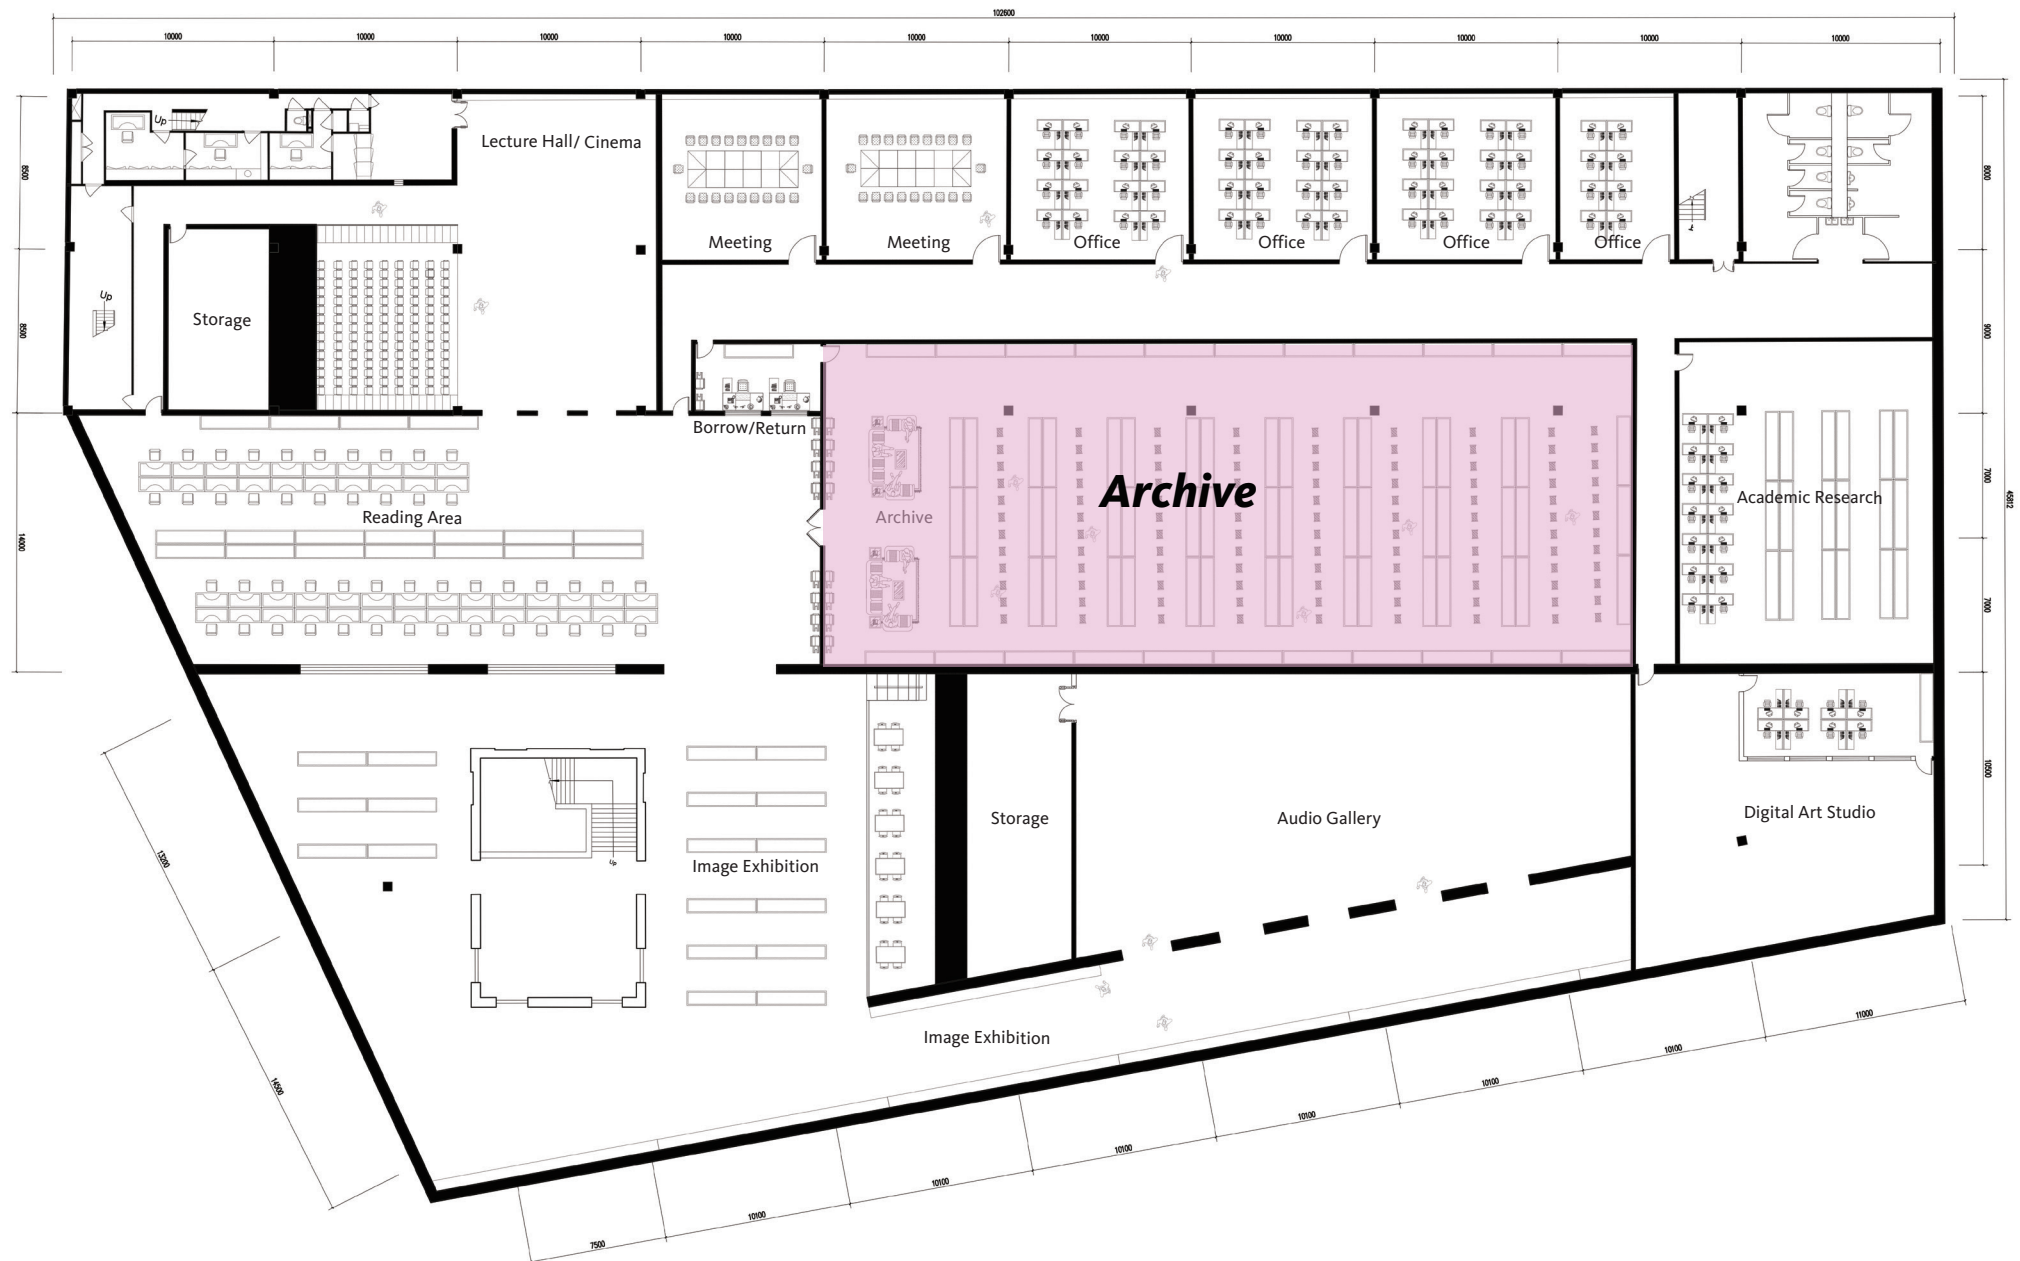 102600
10000 10000 10000 10000 10000 10000 10000 10000 10000 10000
8500
8500
14000
13200
14500
8000
9000
7000
7000
10500
45812
Up
Lecture Hall/ Cinema
Meeting
Meeting
Office
Office
Office
Office
Storage
Up
Borrow/Return
Reading Area
Archive
Archive
Academic Research
Up
Image Exhibition
Storage
Audio Gallery
Digital Art Studio
Image Exhibition
7500
10100
10100
10100
10100
10100
10100
11000